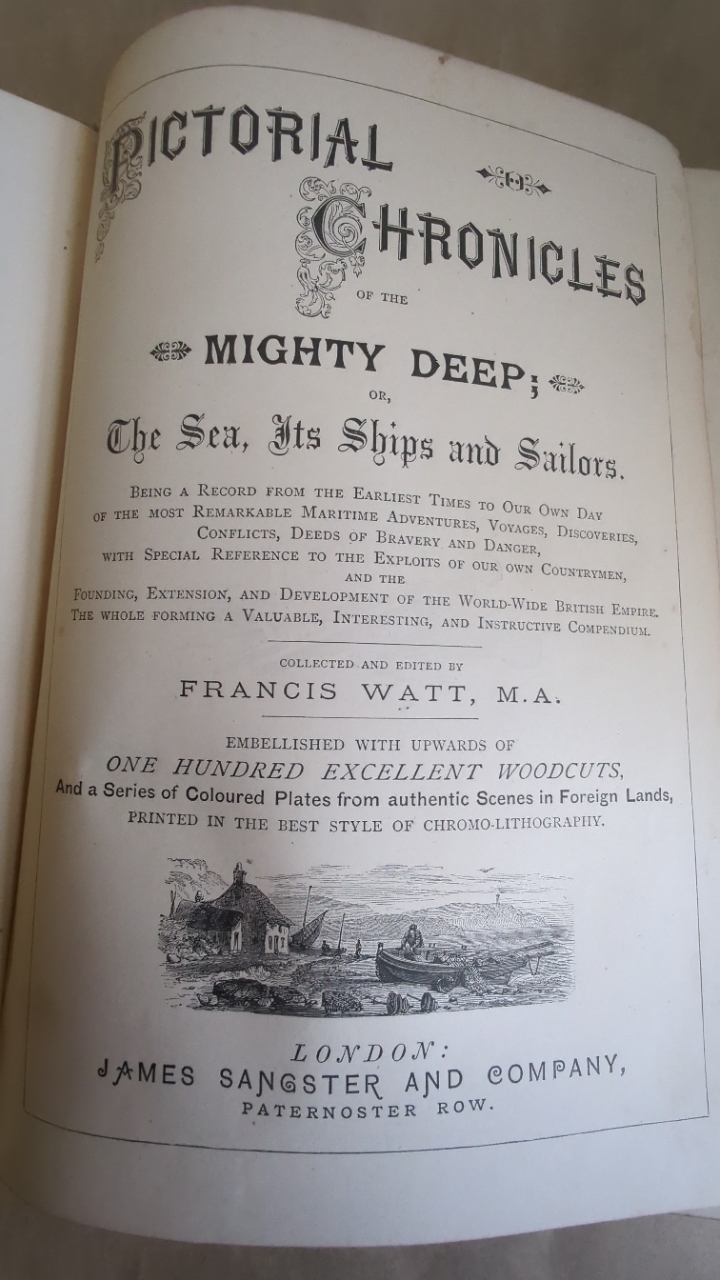 PICTORIAL
CHRONICLES
OF THE
MIGHTY DEEP;
OR,
The Sea, Its Ships and Sailors.
BEING A RECORD FROM THE EARLIEST TIMES TO OUR OWN DAY
OF THE MOST REMARKABLE MARITIME ADVENTURES, VOYAGES, DISCOVERIES,
CONFLICTS, DEEDS OF BRAVERY AND DANGER,
WITH SPECIAL REFERENCE TO THE EXPLOITS OF OUR OWN COUNTRYMEN,
AND THE
FOUNDING, EXTENSION, AND DEVELOPMENT OF THE WORLD-WIDE BRITISH EMPIRE.
THE WHOLE FORMING A VALUABLE, INTERESTING, AND INSTRUCTIVE COMPENDIUM.
COLLECTED AND EDITED BY
FRANCIS WATT, M.A.
EMBELLISHED WITH UPWARDS OF
ONE HUNDRED EXCELLENT WOODCUTS,
And a Series of Coloured Plates from authentic Scenes in Foreign Lands,
PRINTED IN THE BEST STYLE OF CHROMO-LITHOGRAPHY.
LONDON:
JAMES SANGSTER AND COMPANY,
PATERNOSTER ROW.